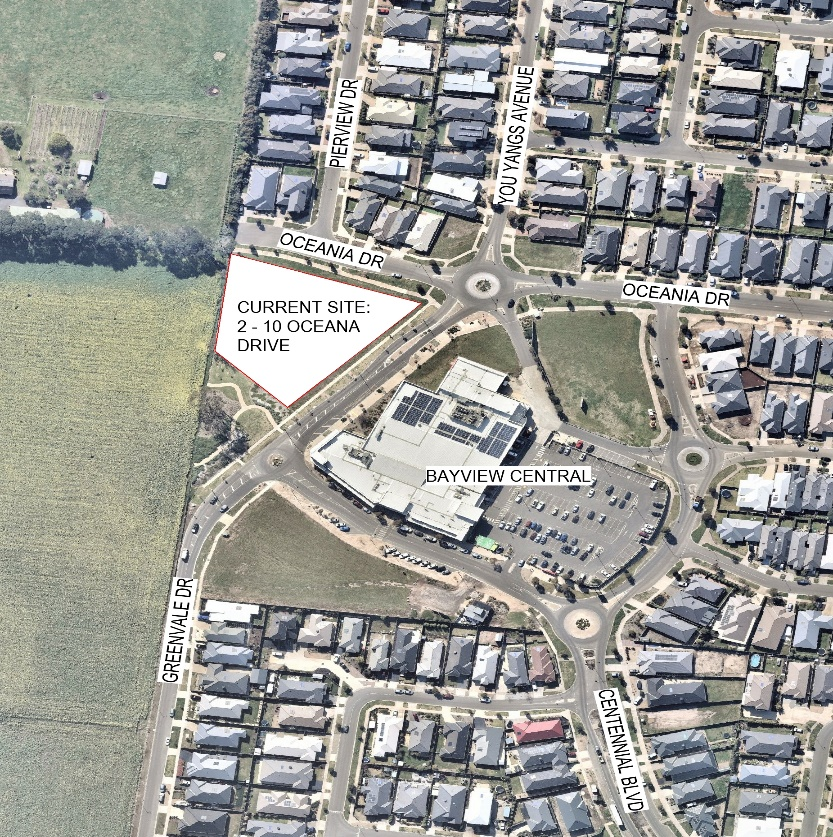 PIERVIEW DR
YOU YANGS AVENUE
OCEANIA DR
OCEANIA DR
CURRENT SITE:
2 - 10 OCEANA
DRIVE
BAYVIEW CENTRAL
GREENVALE DR
CENTENNIAL BLVD